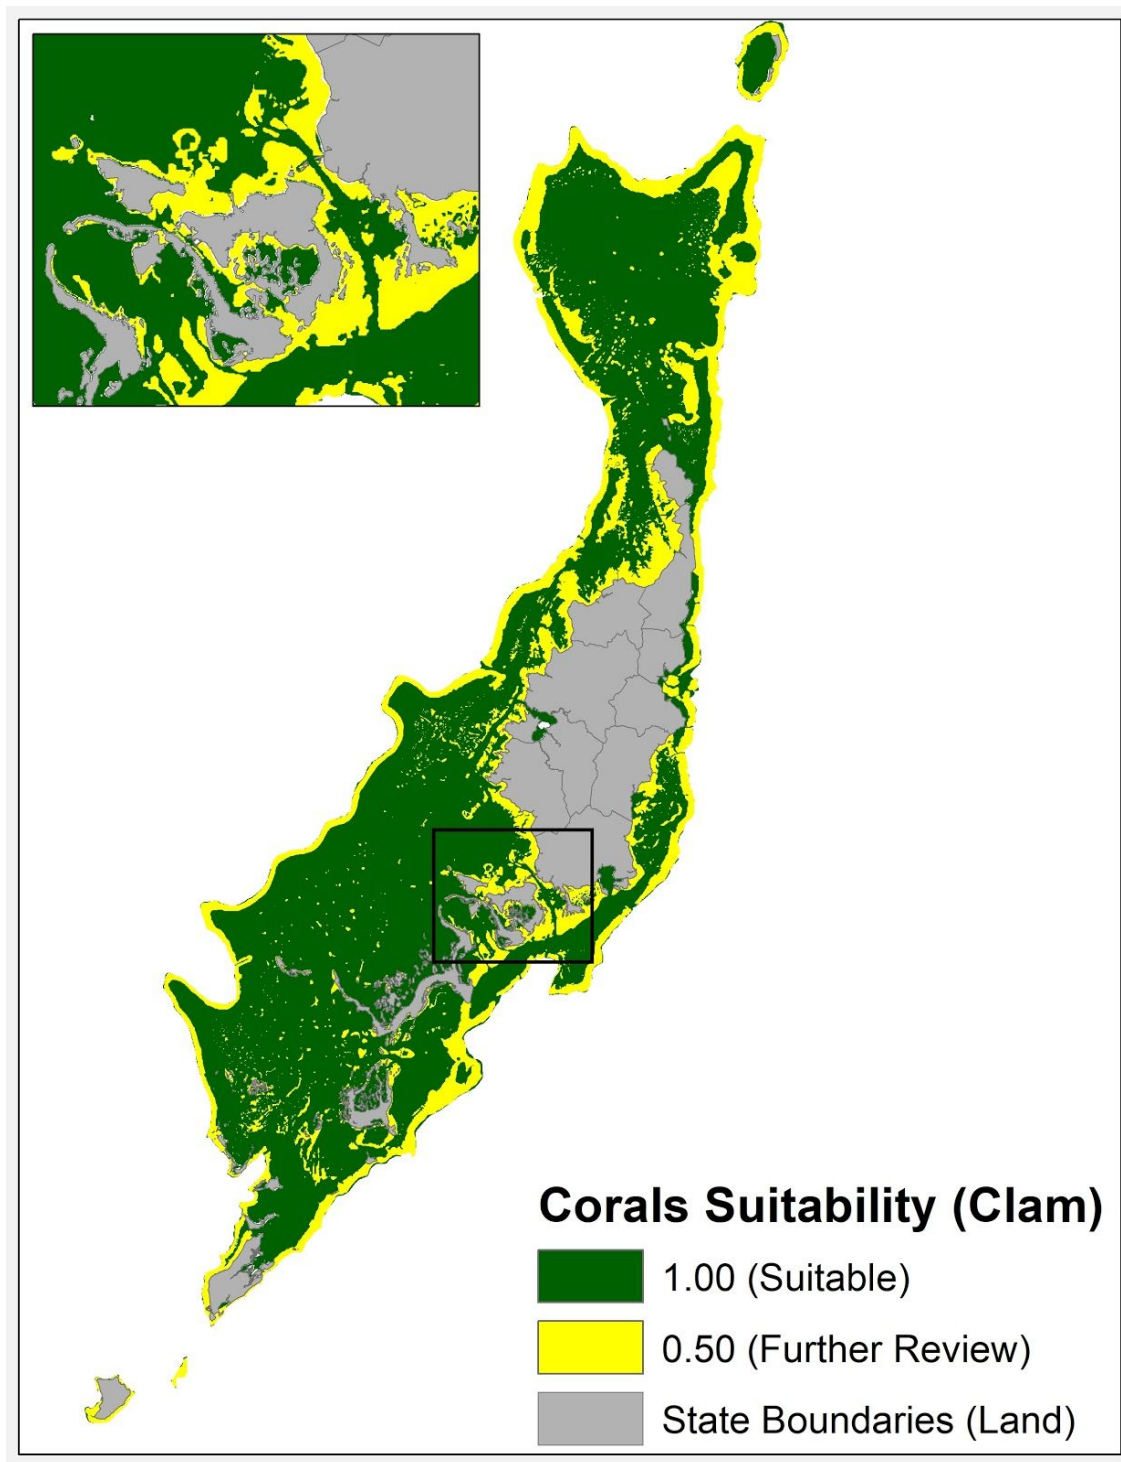 Corals Suitability (Clam)
1.00 (Suitable)
0.50 (Further Review)
State Boundaries (Land)